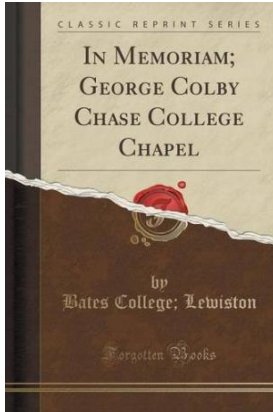 CLASSIC REPRINT SERIES
IN MEMORIAM;
GEORGE COLBY
CHASE COLLEGE
CHAPEL
by
Bates College; Lewiston
Forgotten Books